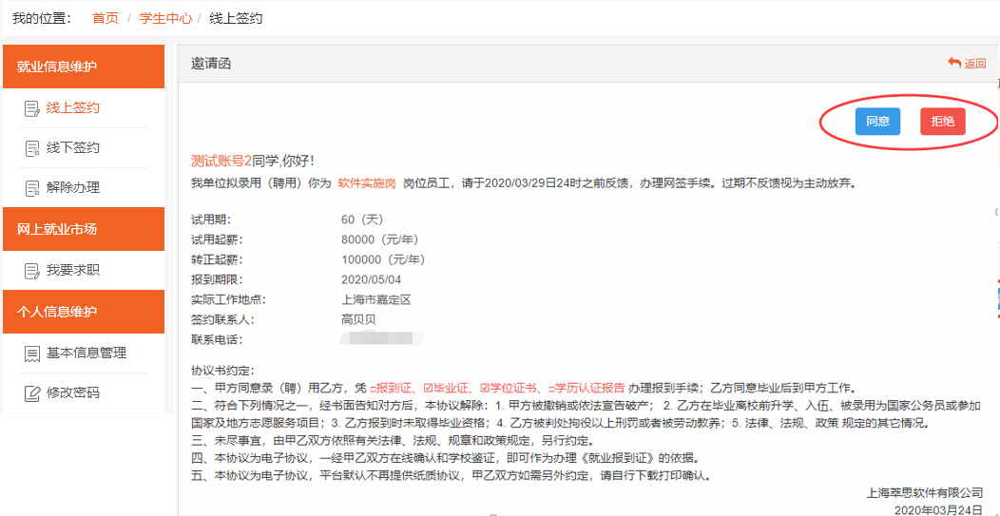 我的位置： 首页 / 学生中心 / 线上签约
就业信息维护
线上签约
线下签约
解除办理
网上就业市场
我要求职
个人信息维护
基本信息管理
修改密码
邀请函 返回
同意 拒绝
测试账号2同学,你好！
我单位拟录用（聘用）你为 软件实施岗 岗位员工，请于2020/03/29日24时之前反馈，办理网签手续。过期不反馈视为主动放弃。
试用期： 60（天）
试用起薪： 80000（元/年）
转正起薪： 100000（元/年）
报到期限： 2020/05/04
实际工作地点： 上海市嘉定区
签约联系人： 高贝贝
联系电话：
协议书约定：
一、甲方同意录（聘）用乙方，凭 □报到证、☑毕业证、☑学位证书、□学历认证报告 办理报到手续；乙方同意毕业后到甲方工作。
二、符合下列情况之一，经书面告知对方后，本协议解除：1. 甲方被撤销或依法宣告破产； 2. 乙方在毕业离校前升学、入伍、被录用为国家公务员或参加
国家及地方志愿服务项目；3. 乙方报到时未取得毕业资格；4. 乙方被判处拘役以上刑罚或者被劳动教养；5. 法律、法规、政策 规定的其它情况。
三、未尽事宜，由甲乙双方依照有关法律、法规、规章和政策规定，另行约定。
四、本协议为电子协议，一经甲乙双方在线确认和学校鉴证，即可作为办理《就业报到证》的依据。
五、本协议为电子协议，平台默认不再提供纸质协议，甲乙双方如需另外约定，请自行下载打印确认。
上海萃思软件有限公司
2020年03月24日